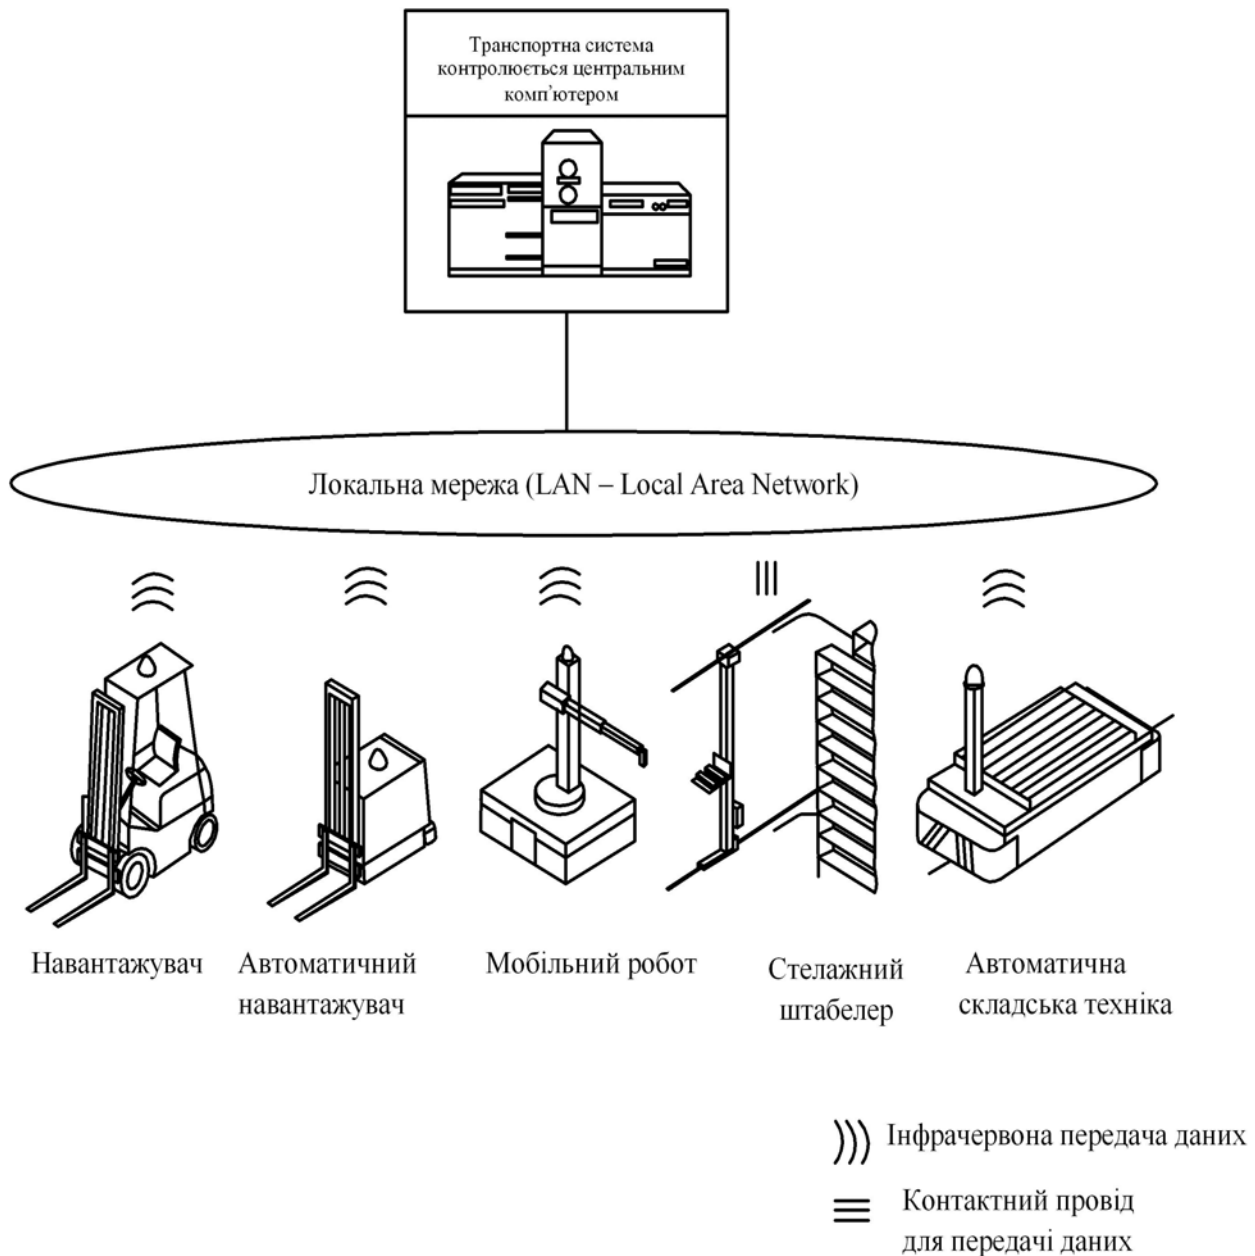 Транспортна система
контролюється центральним
комп’ютером
Локальна мережа (LAN – Local Area Network)
Навантажувач
Автоматичний
навантажувач
Мобільний робот
Стелажний
штабелер
Автоматична
складська техніка
Інфрачервона передача даних
Контактний провід
для передачі даних